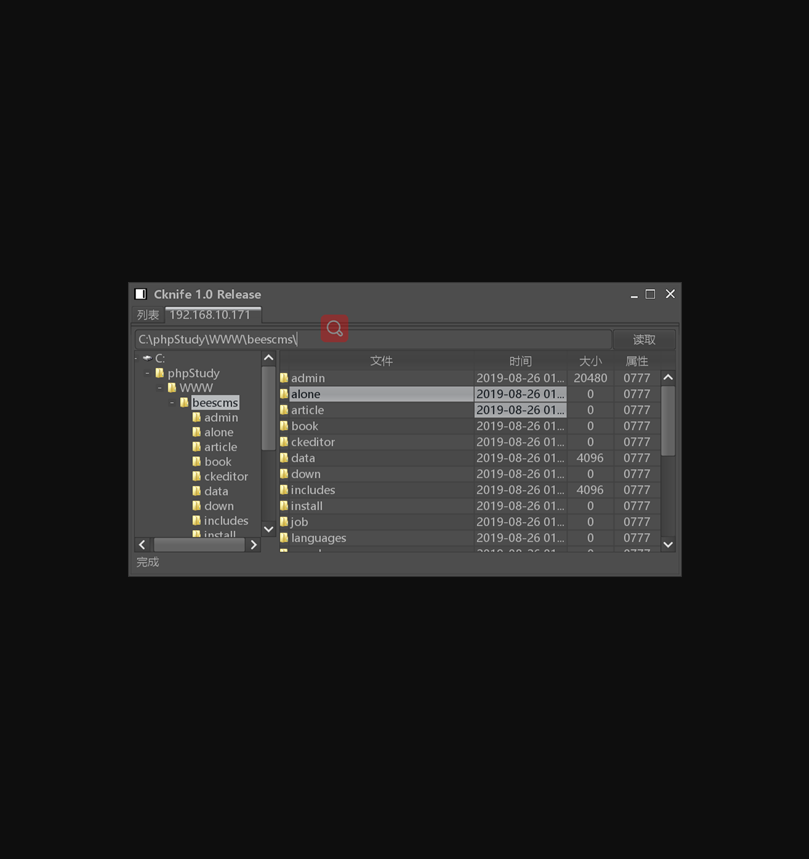 Cknife 1.0 Release
列表 192.168.10.171
C:\phpStudy\WWW\beescms\ 读取
C:
phpStudy
WWW
beescms
admin
alone
article
book
ckeditor
data
down
includes
install
文件 时间 大小 属性
admin 2019-08-26 01... 20480 0777
alone 2019-08-26 01... 0 0777
article 2019-08-26 01... 0 0777
book 2019-08-26 01... 0 0777
ckeditor 2019-08-26 01... 0 0777
data 2019-08-26 01... 4096 0777
down 2019-08-26 01... 0 0777
includes 2019-08-26 01... 4096 0777
install 2019-08-26 01... 0 0777
job 2019-08-26 01... 0 0777
languages 2019-08-26 01... 0 0777
完成